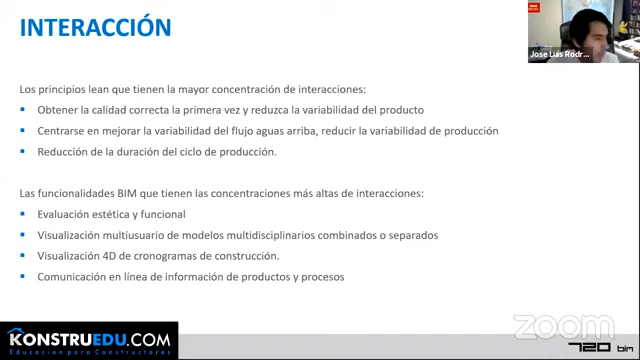 INTERACCIÓN
Jose Luis Rodr...
Los principios lean que tienen la mayor concentración de interacciones:
Obtener la calidad correcta la primera vez y reduzca la variabilidad del producto
Centrarse en mejorar la variabilidad del flujo aguas arriba, reducir la variabilidad de producción
Reducción de la duración del ciclo de producción.
Las funcionalidades BIM que tienen las concentraciones más altas de interacciones:
Evaluación estética y funcional
Visualización multiusuario de modelos multidisciplinarios combinados o separados
Visualización 4D de cronogramas de construcción.
Comunicación en línea de información de productos y procesos
KONSTRUEDU.COM
Educación para Constructores
zoom
720 bim